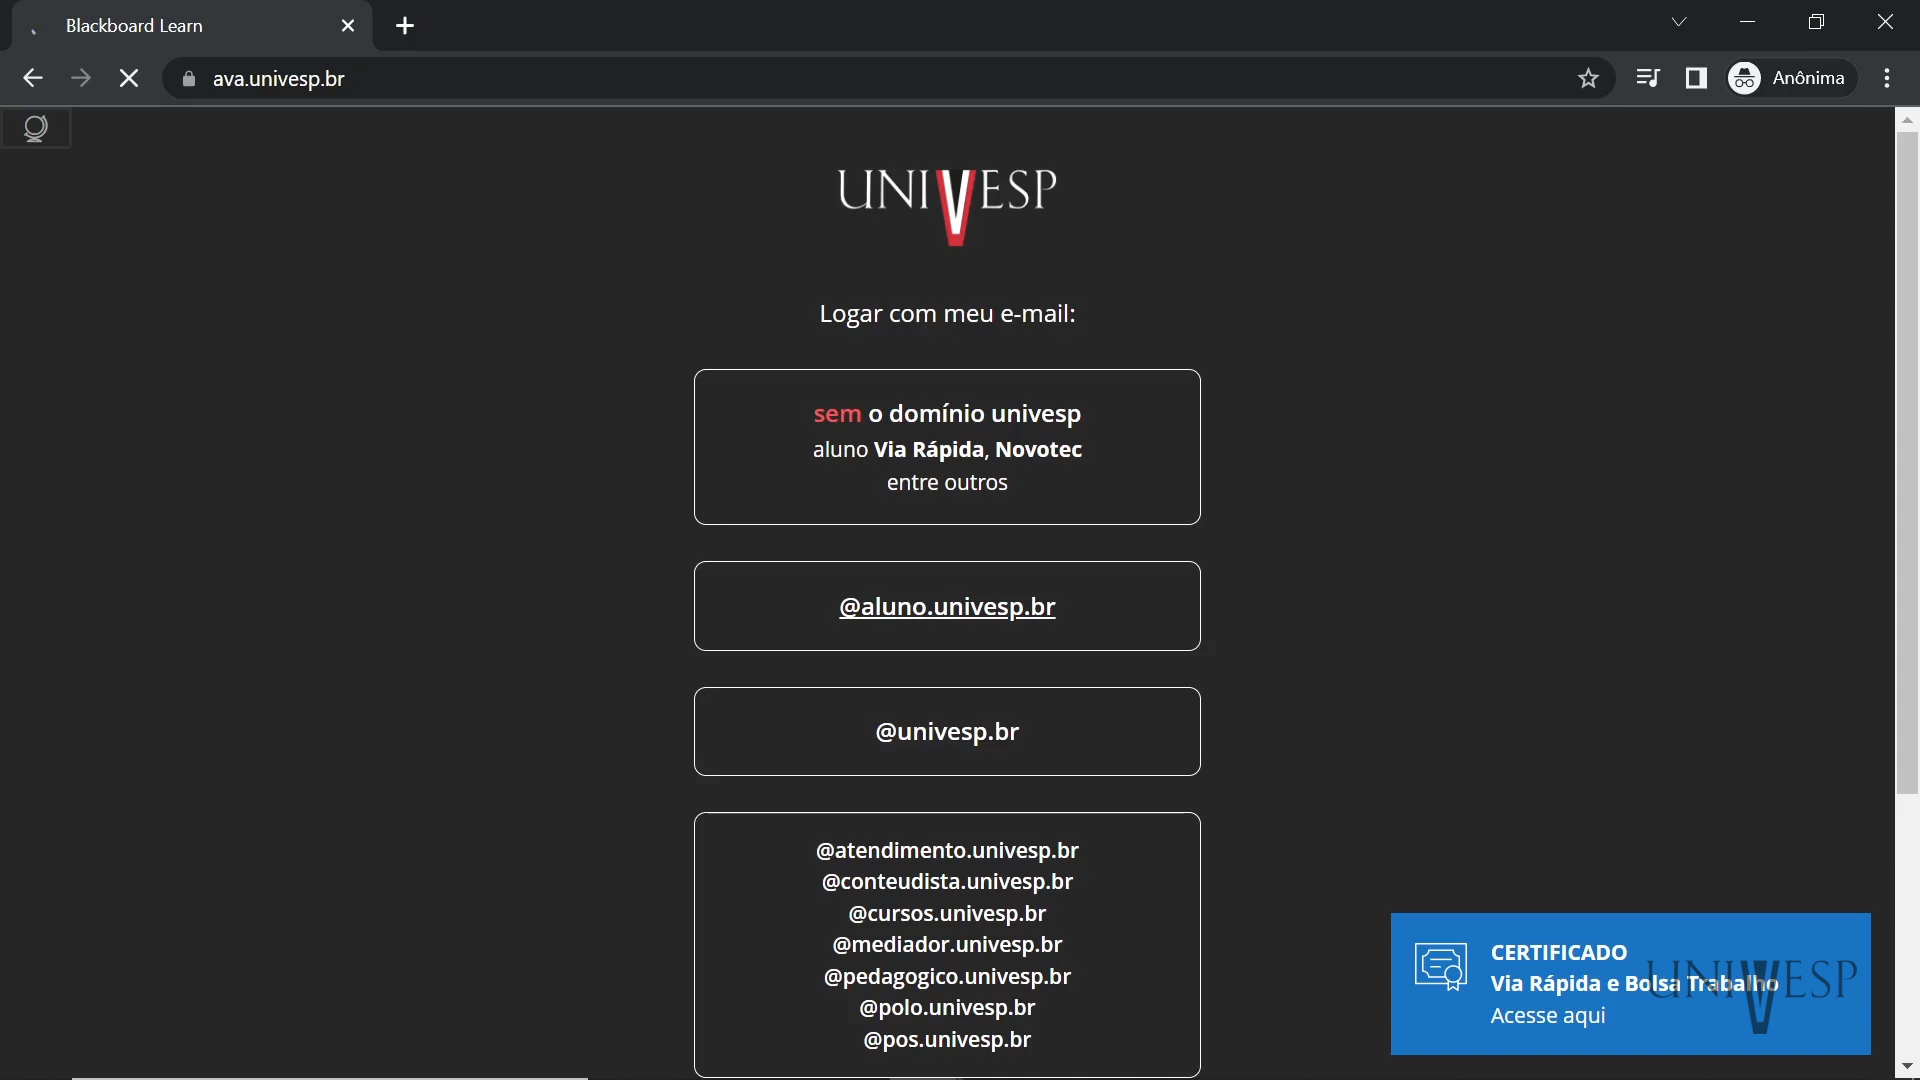 Blackboard Learn
ava.univesp.br
Anônima
UNIVESP
Logar com meu e-mail:
sem o domínio univesp
aluno Via Rápida, Novotec
entre outros
@aluno.univesp.br
@univesp.br
@atendimento.univesp.br
@conteudista.univesp.br
@cursos.univesp.br
@mediador.univesp.br
@pedagogico.univesp.br
@polo.univesp.br
@pos.univesp.br
CERTIFICADO
Via Rápida e Bolsa Trabalho
Acesse aqui
UNIVESP